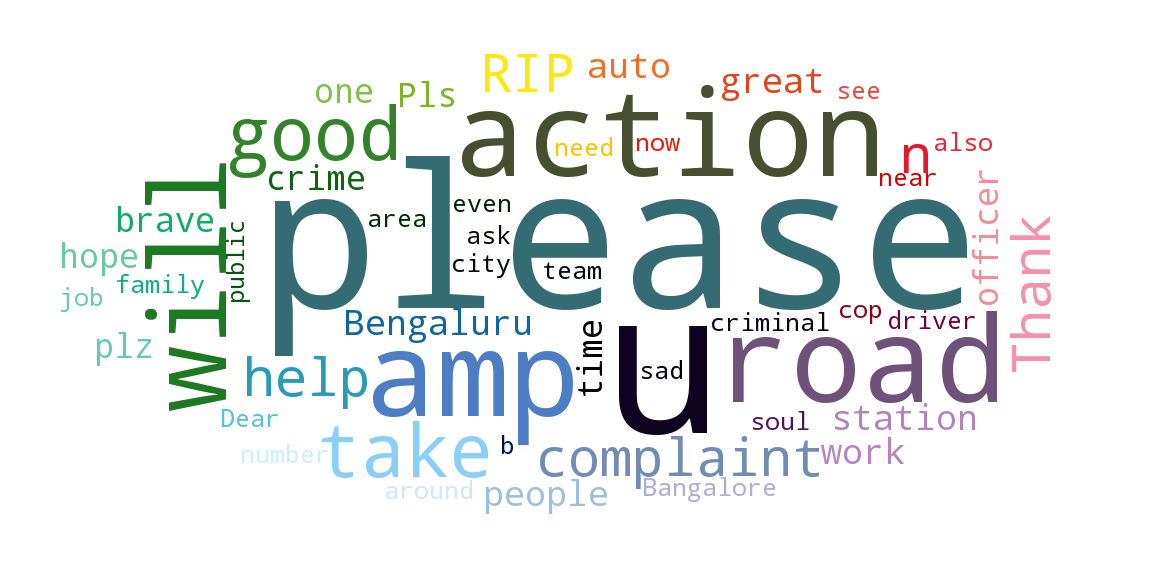 RIP
auto
great
see
one
Pls
action
good
need
now
n
also
crime
near
will
please
brave
area
even
public
ask
officer
Thank
hope
city
team
family
job
Bengaluru
criminal
cop
driver
plz
time
u
road
amp
help
sad
Dear
soul
station
take
b
complaint
work
number
around
people
Bangalore